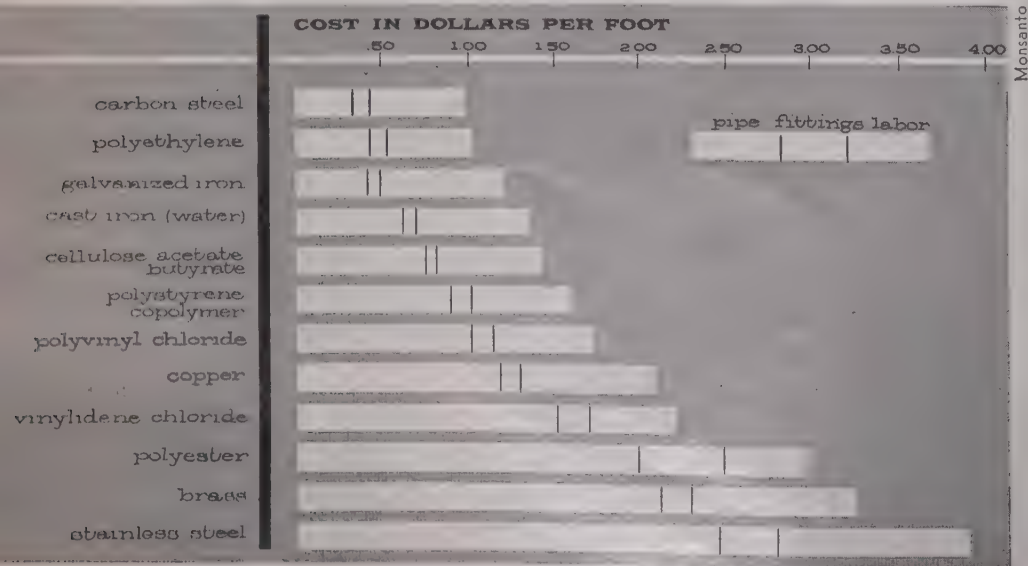 COST IN DOLLARS PER FOOT
.50 1.00 1.50 2.00 2.50 3.00 3.50 4.00
Monsanto
carbon steel
pipe fittings labor
polyethylene
galvanized iron
cast iron (water)
cellulose acetate
butyrate
polystyrene
copolymer
polyvinyl chloride
copper
vinylidene chloride
polyester
brass
stainless steel